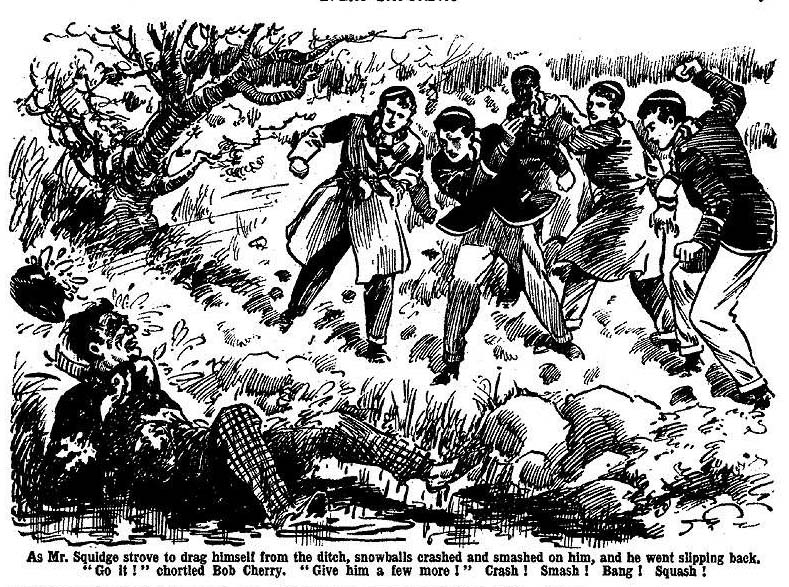 As Mr. Squidge strove to drag himself from the ditch, snowballs crashed and smashed on him, and he went slipping back.
"Go it!" chortled Bob Cherry. "Give him a few more!" Crash! Smash! Bang! Squash!